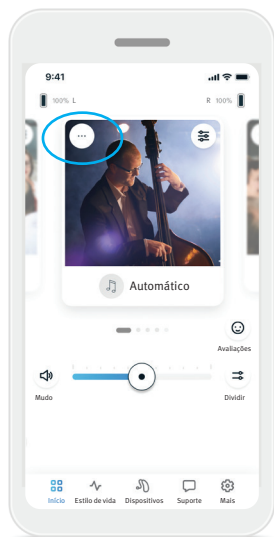 9:41
100% L
R 100%
Automático
Avaliações
Mudo
Dividir
Início
Estilo de vida
Dispositivos
Suporte
Mais